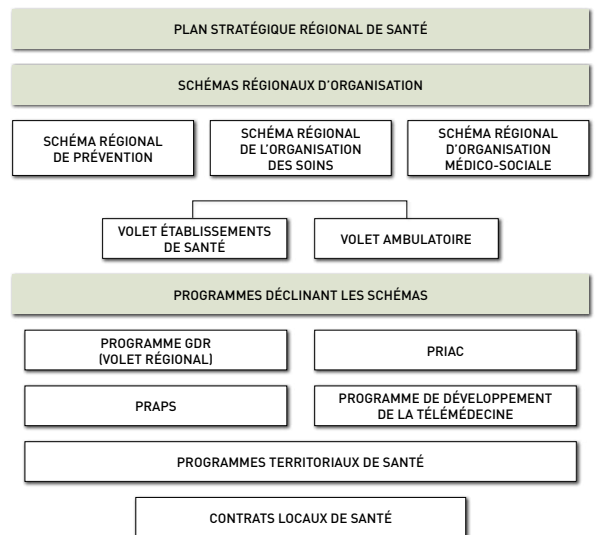 PLAN STRATÉGIQUE RÉGIONAL DE SANTÉ
SCHÉMAS RÉGIONAUX D'ORGANISATION
SCHÉMA RÉGIONAL
DE PRÉVENTION
SCHÉMA RÉGIONAL
DE L'ORGANISATION
DES SOINS
SCHÉMA RÉGIONAL
D'ORGANISATION
MÉDICO-SOCIALE
VOLET ÉTABLISSEMENTS
DE SANTÉ
VOLET AMBULATOIRE
PROGRAMMES DÉCLINANT LES SCHÉMAS
PROGRAMME GDR
(VOLET RÉGIONAL)
PRIAC
PRAPS
PROGRAMME DE DÉVELOPPEMENT
DE LA TÉLÉMÉDECINE
PROGRAMMES TERRITORIAUX DE SANTÉ
CONTRATS LOCAUX DE SANTÉ